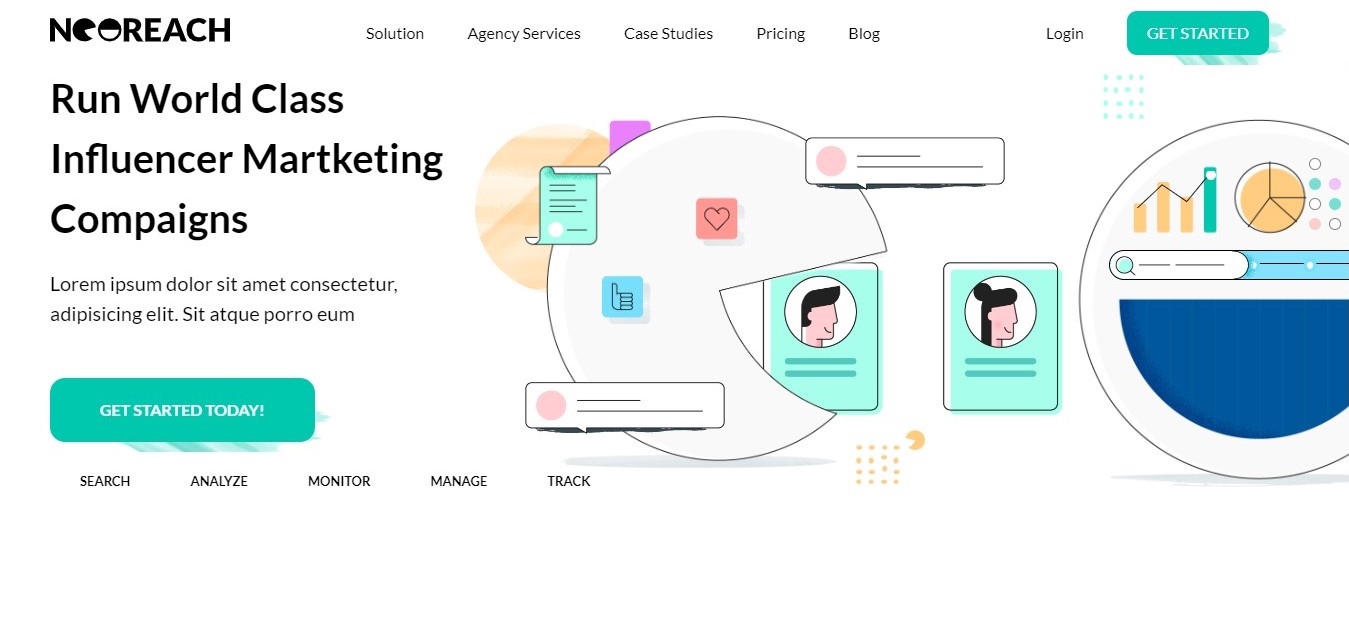 NEOREACH
Solution Agency Services Case Studies Pricing Blog Login GET STARTED
Run World Class
Influencer Martketing
Compaigns
Lorem ipsum dolor sit amet consectetur,
adipisicing elit. Sit atque porro eum
GET STARTED TODAY!
SEARCH ANALYZE MONITOR MANAGE TRACK